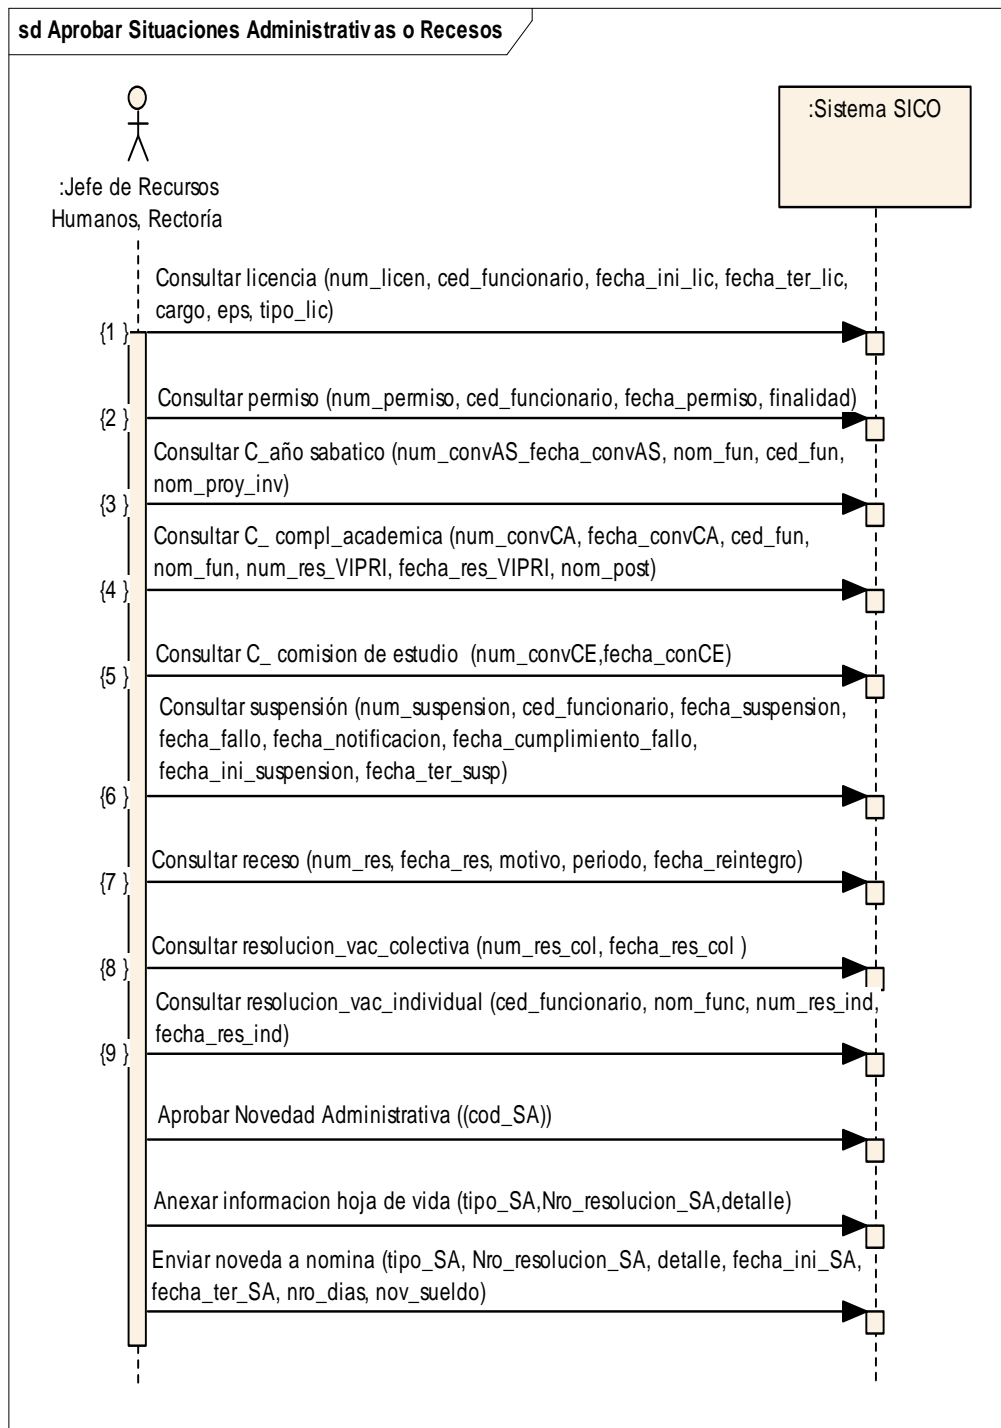 sd Aprobar Situaciones Administrativas o Recesos
:Jefe de Recursos
Humanos, Rectoría
:Sistema SICO
Consultar licencia (num_licen, ced_funcionario, fecha_ini_lic, fecha_ter_lic,
cargo, eps, tipo_lic)
{1 }
Consultar permiso (num_permiso, ced_funcionario, fecha_permiso, finalidad)
{2 }
Consultar C_año sabatico (num_convAS_fecha_convAS, nom_fun, ced_fun,
nom_proy_inv)
{3 }
Consultar C_ compl_academica (num_convCA, fecha_convCA, ced_fun,
nom_fun, num_res_VIPRI, fecha_res_VIPRI, nom_post)
{4 }
Consultar C_ comision de estudio  (num_convCE,fecha_conCE)
{5 }
Consultar suspensión (num_suspension, ced_funcionario, fecha_suspension,
fecha_fallo, fecha_notificacion, fecha_cumplimiento_fallo,
fecha_ini_suspension, fecha_ter_susp)
{6 }
Consultar receso (num_res, fecha_res, motivo, periodo, fecha_reintegro)
{7 }
Consultar resolucion_vac_colectiva (num_res_col, fecha_res_col )
{8 }
Consultar resolucion_vac_individual (ced_funcionario, nom_func, num_res_ind,
fecha_res_ind)
{9 }
Aprobar Novedad Administrativa ((cod_SA))
Anexar informacion hoja de vida (tipo_SA,Nro_resolucion_SA,detalle)
Enviar noveda a nomina (tipo_SA, Nro_resolucion_SA, detalle, fecha_ini_SA,
fecha_ter_SA, nro_dias, nov_sueldo)